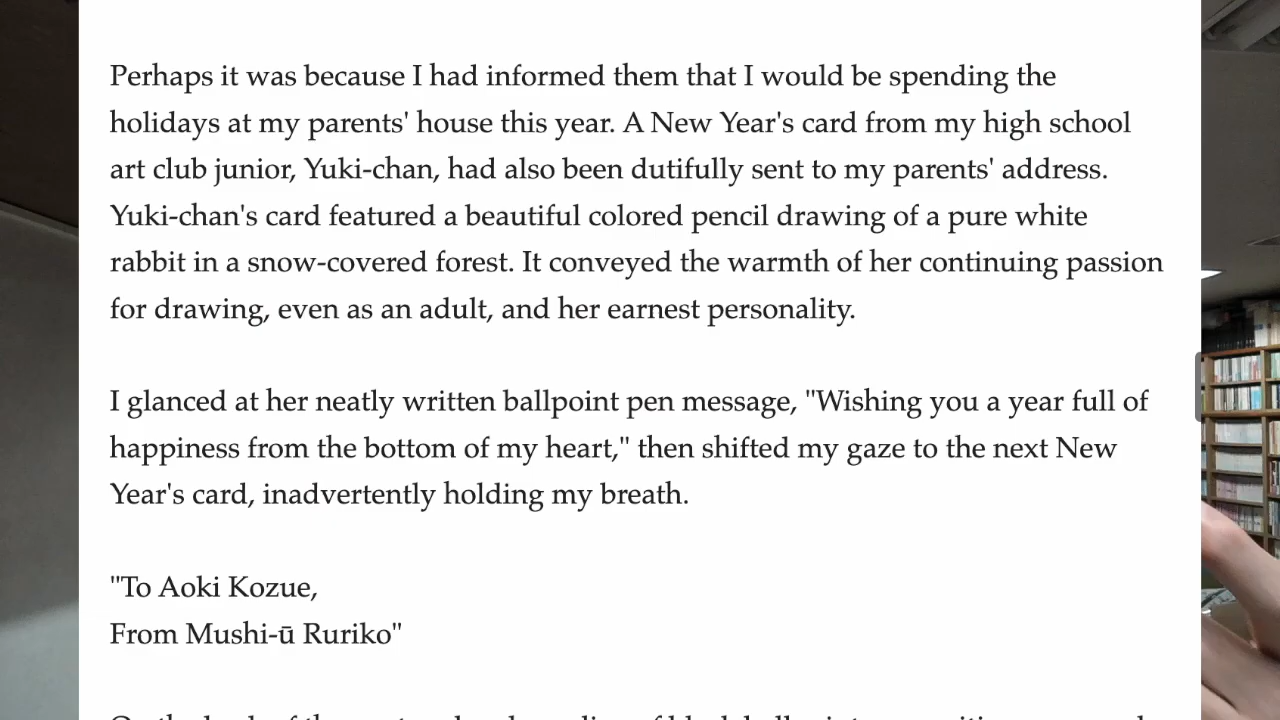 Perhaps it was because I had informed them that I would be spending the
holidays at my parents' house this year. A New Year's card from my high school
art club junior, Yuki-chan, had also been dutifully sent to my parents' address.
Yuki-chan's card featured a beautiful colored pencil drawing of a pure white
rabbit in a snow-covered forest. It conveyed the warmth of her continuing passion
for drawing, even as an adult, and her earnest personality.
I glanced at her neatly written ballpoint pen message, "Wishing you a year full of
happiness from the bottom of my heart," then shifted my gaze to the next New
Year's card, inadvertently holding my breath.
"To Aoki Kozue,
From Mushi-ū Ruriko"